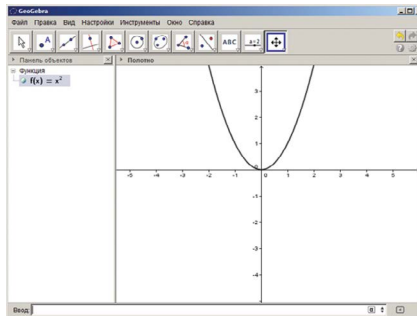 GeoGebra
Файл Правка Вид Настройки Инструменты Окно Справка
A ABC a=2
Панель объектов
Полотно
Функция
f(x) = x²
3
2
1
0
-5 -4 -3 -2 -1 0 1 2 3 4 5
-1
-2
-3
-4
Ввод:
α